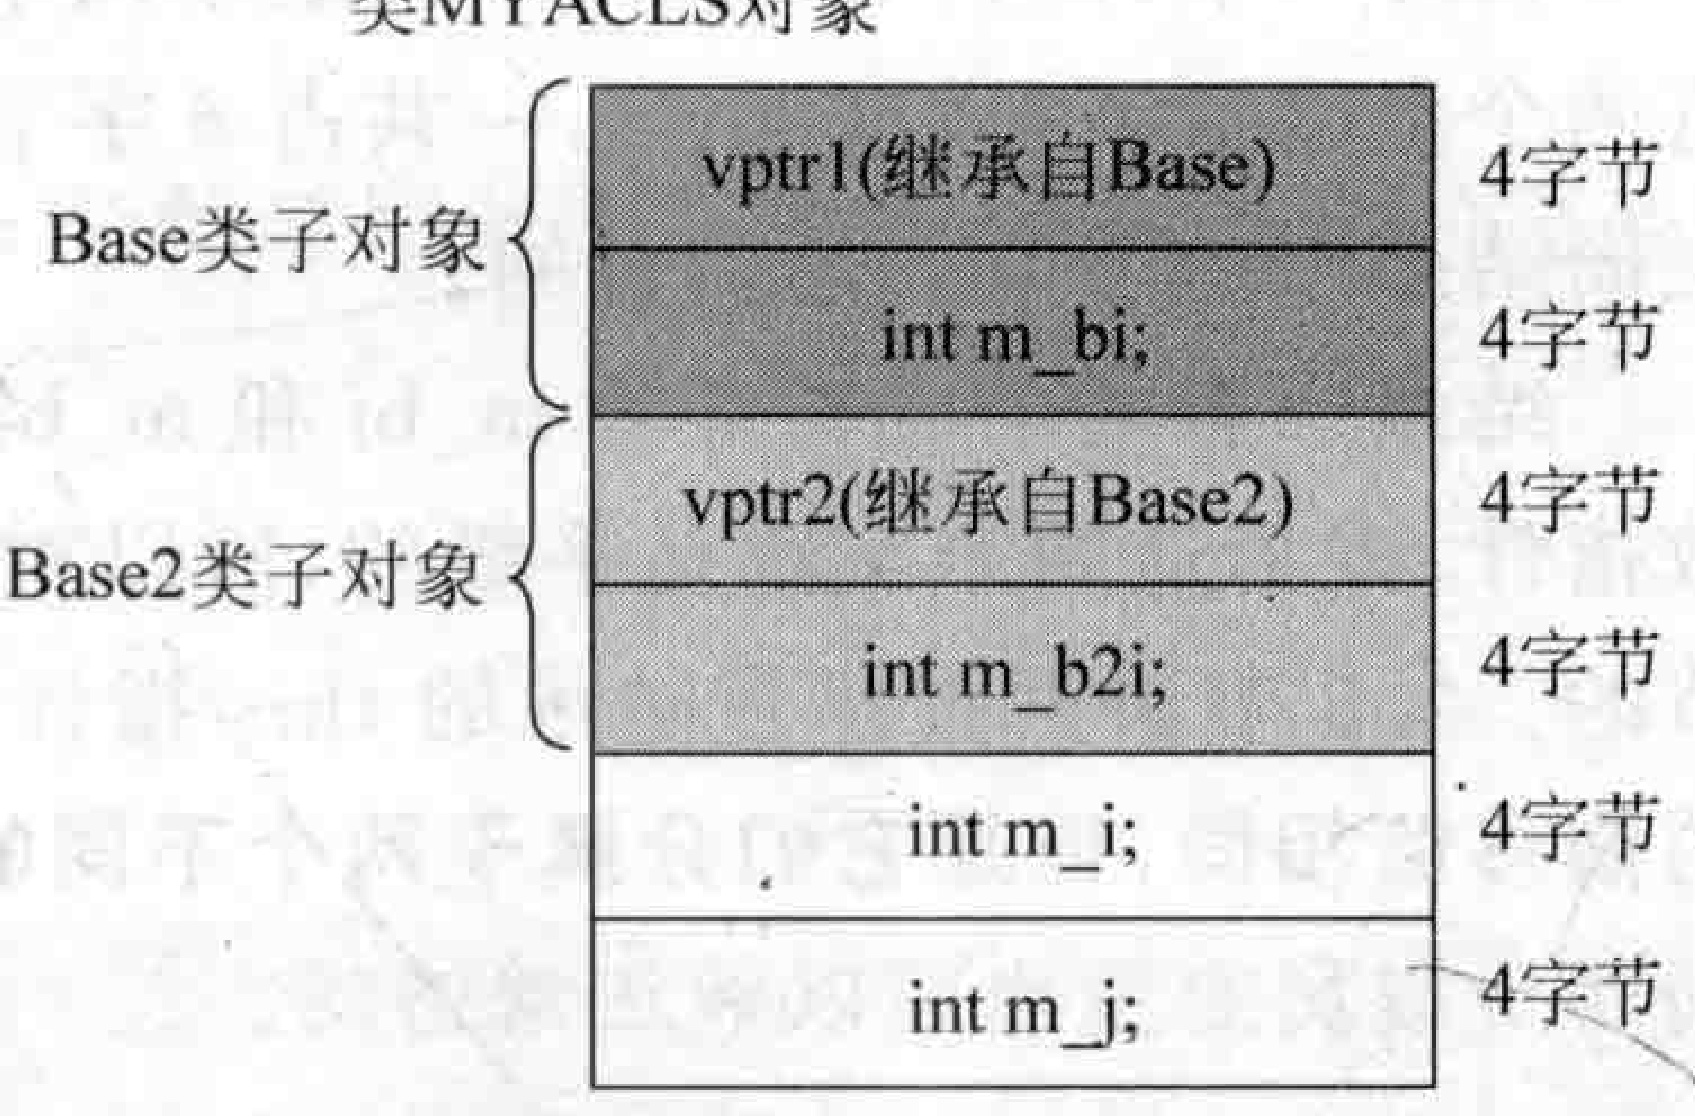 类MYACLS对象
vptr1(继承自Base)
4字节
Base类子对象
int m_bi;
4字节
vptr2(继承自Base2)
4字节
Base2类子对象
int m_b2i;
4字节
int m_i;
4字节
int m_j;
4字节